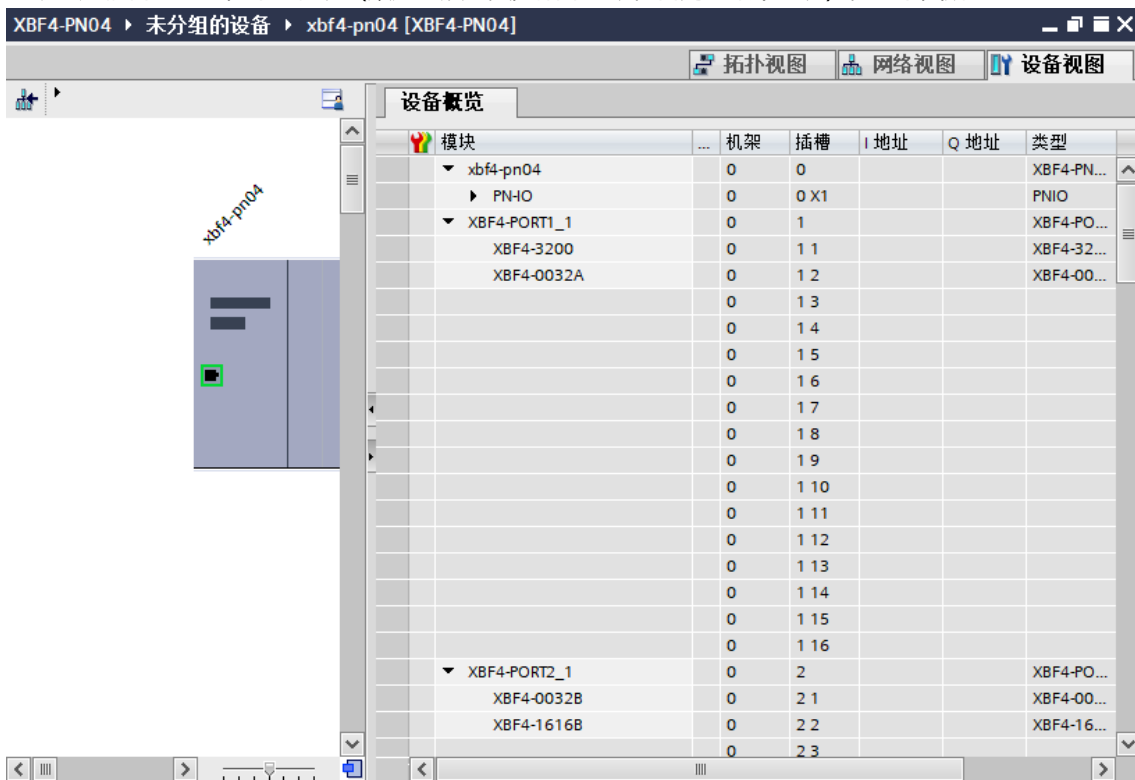 XBF4-PN04 ▸ 未分组的设备 ▸ xbf4-pn04 [XBF4-PN04]
拓扑视图 网络视图 设备视图
设备概览
xbf4-pn04
模块 ... 机架 插槽 I 地址 Q 地址 类型
xbf4-pn04 0 0 XBF4-PN...
PN-IO 0 0 X1 PNIO
XBF4-PORT1_1 0 1 XBF4-PO...
XBF4-3200 0 1 1 XBF4-32...
XBF4-0032A 0 1 2 XBF4-00...
0 1 3
0 1 4
0 1 5
0 1 6
0 1 7
0 1 8
0 1 9
0 1 10
0 1 11
0 1 12
0 1 13
0 1 14
0 1 15
0 1 16
XBF4-PORT2_1 0 2 XBF4-PO...
XBF4-0032B 0 2 1 XBF4-00...
XBF4-1616B 0 2 2 XBF4-16...
0 2 3